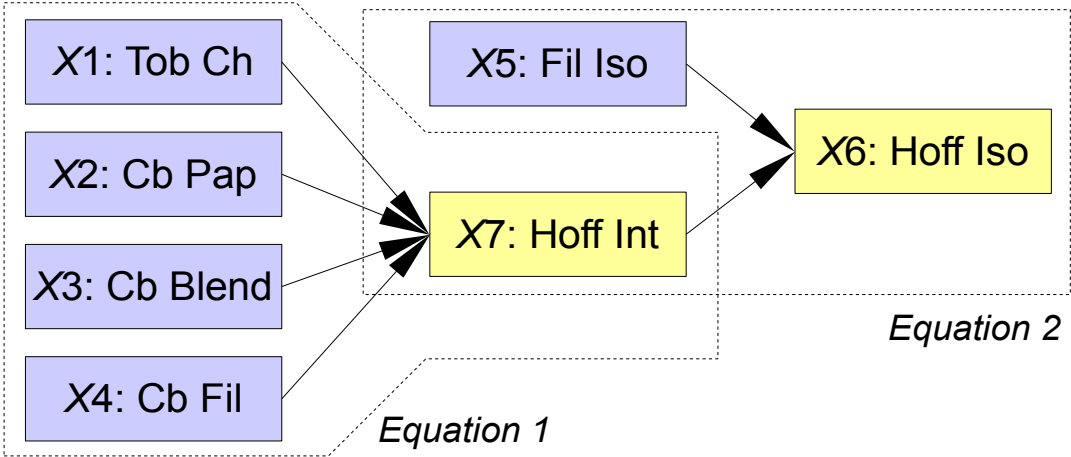 X1: Tob Ch
X2: Cb Pap
X3: Cb Blend
X4: Cb Fil
X5: Fil Iso
X7: Hoff Int
X6: Hoff Iso
Equation 1
Equation 2